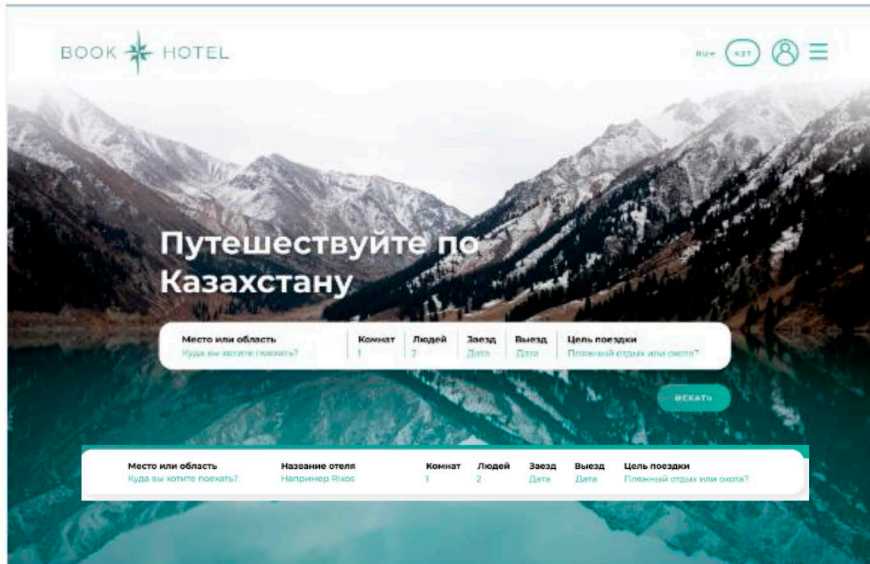 BOOK HOTEL
RU
KZT
Путешествуйте по
Казахстану
Место или область Комнат Людей Заезд Выезд Цель поездки
Куда вы хотите поехать? 1 2 Дата Дата Пляжный отдых или охота?
ИСКАТЬ
Место или область Название отеля Комнат Людей Заезд Выезд Цель поездки
Куда вы хотите поехать? Например Rixos 1 2 Дата Дата Пляжный отдых или охота?